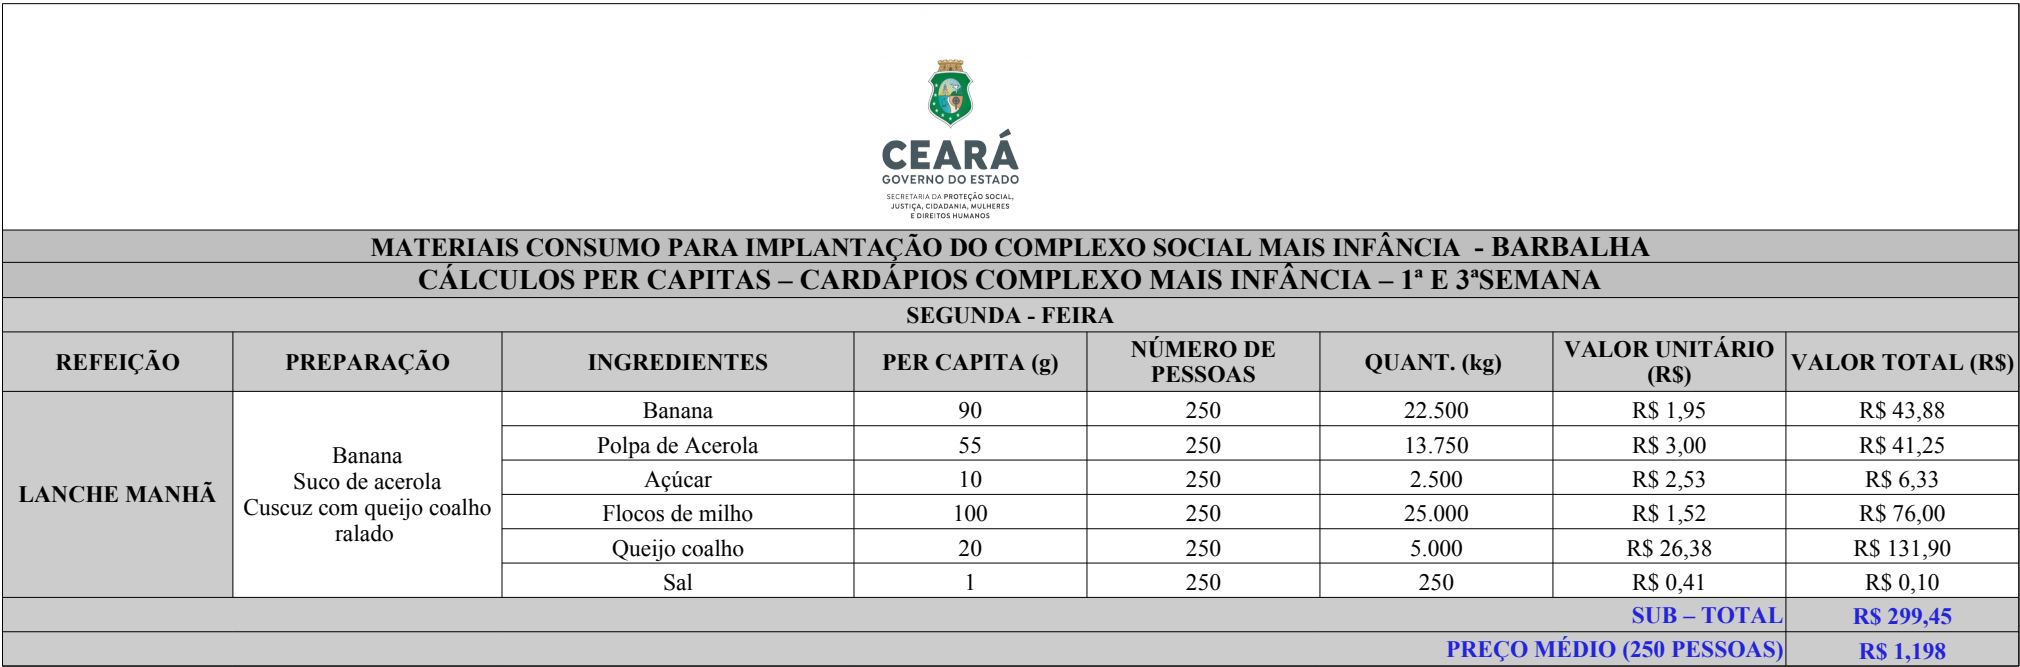 CEARÁ
GOVERNO DO ESTADO
SECRETARIA DA PROTEÇÃO SOCIAL,
JUSTIÇA, CIDADANIA, MULHERES
E DIREITOS HUMANOS
MATERIAIS CONSUMO PARA IMPLANTAÇÃO DO COMPLEXO SOCIAL MAIS INFÂNCIA - BARBALHA
CÁLCULOS PER CAPITAS – CARDÁPIOS COMPLEXO MAIS INFÂNCIA – 1ª E 3ªSEMANA
SEGUNDA - FEIRA
REFEIÇÃO PREPARAÇÃO INGREDIENTES PER CAPITA (g) NÚMERO DE PESSOAS QUANT. (kg) VALOR UNITÁRIO (R$) VALOR TOTAL (R$)
LANCHE MANHÃ
Banana
Suco de acerola
Cuscuz com queijo coalho
ralado
Banana 90 250 22.500 R$ 1,95 R$ 43,88
Polpa de Acerola 55 250 13.750 R$ 3,00 R$ 41,25
Açúcar 10 250 2.500 R$ 2,53 R$ 6,33
Flocos de milho 100 250 25.000 R$ 1,52 R$ 76,00
Queijo coalho 20 250 5.000 R$ 26,38 R$ 131,90
Sal 1 250 250 R$ 0,41 R$ 0,10
SUB – TOTAL R$ 299,45
PREÇO MÉDIO (250 PESSOAS) R$ 1,198